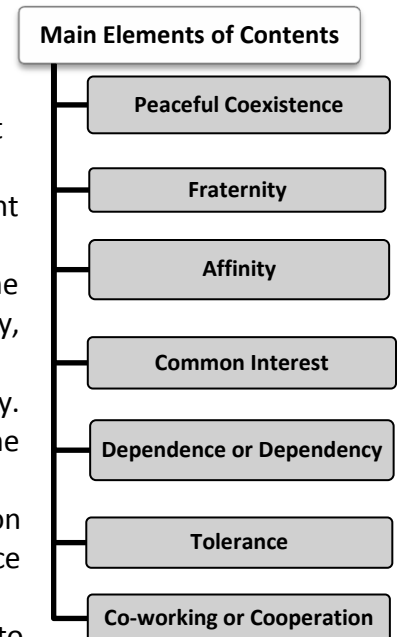 Main Elements of Contents
Peaceful Coexistence
Fraternity
Affinity
Common Interest
Dependence or Dependency
Tolerance
Co-working or Cooperation